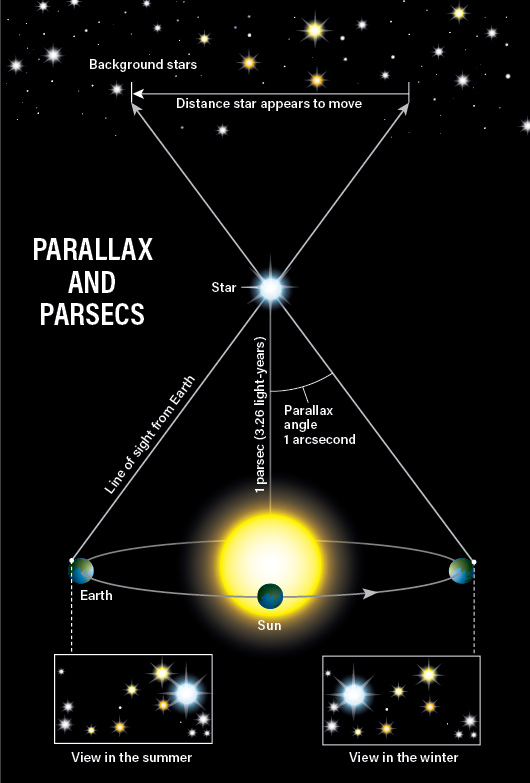 Background stars
Distance star appears to move
PARALLAX
AND
PARSECS
Star
Line of sight from Earth
1 parsec (3.26 light-years)
Parallax
angle
1 arcsecond
Earth
Sun
View in the summer
View in the winter